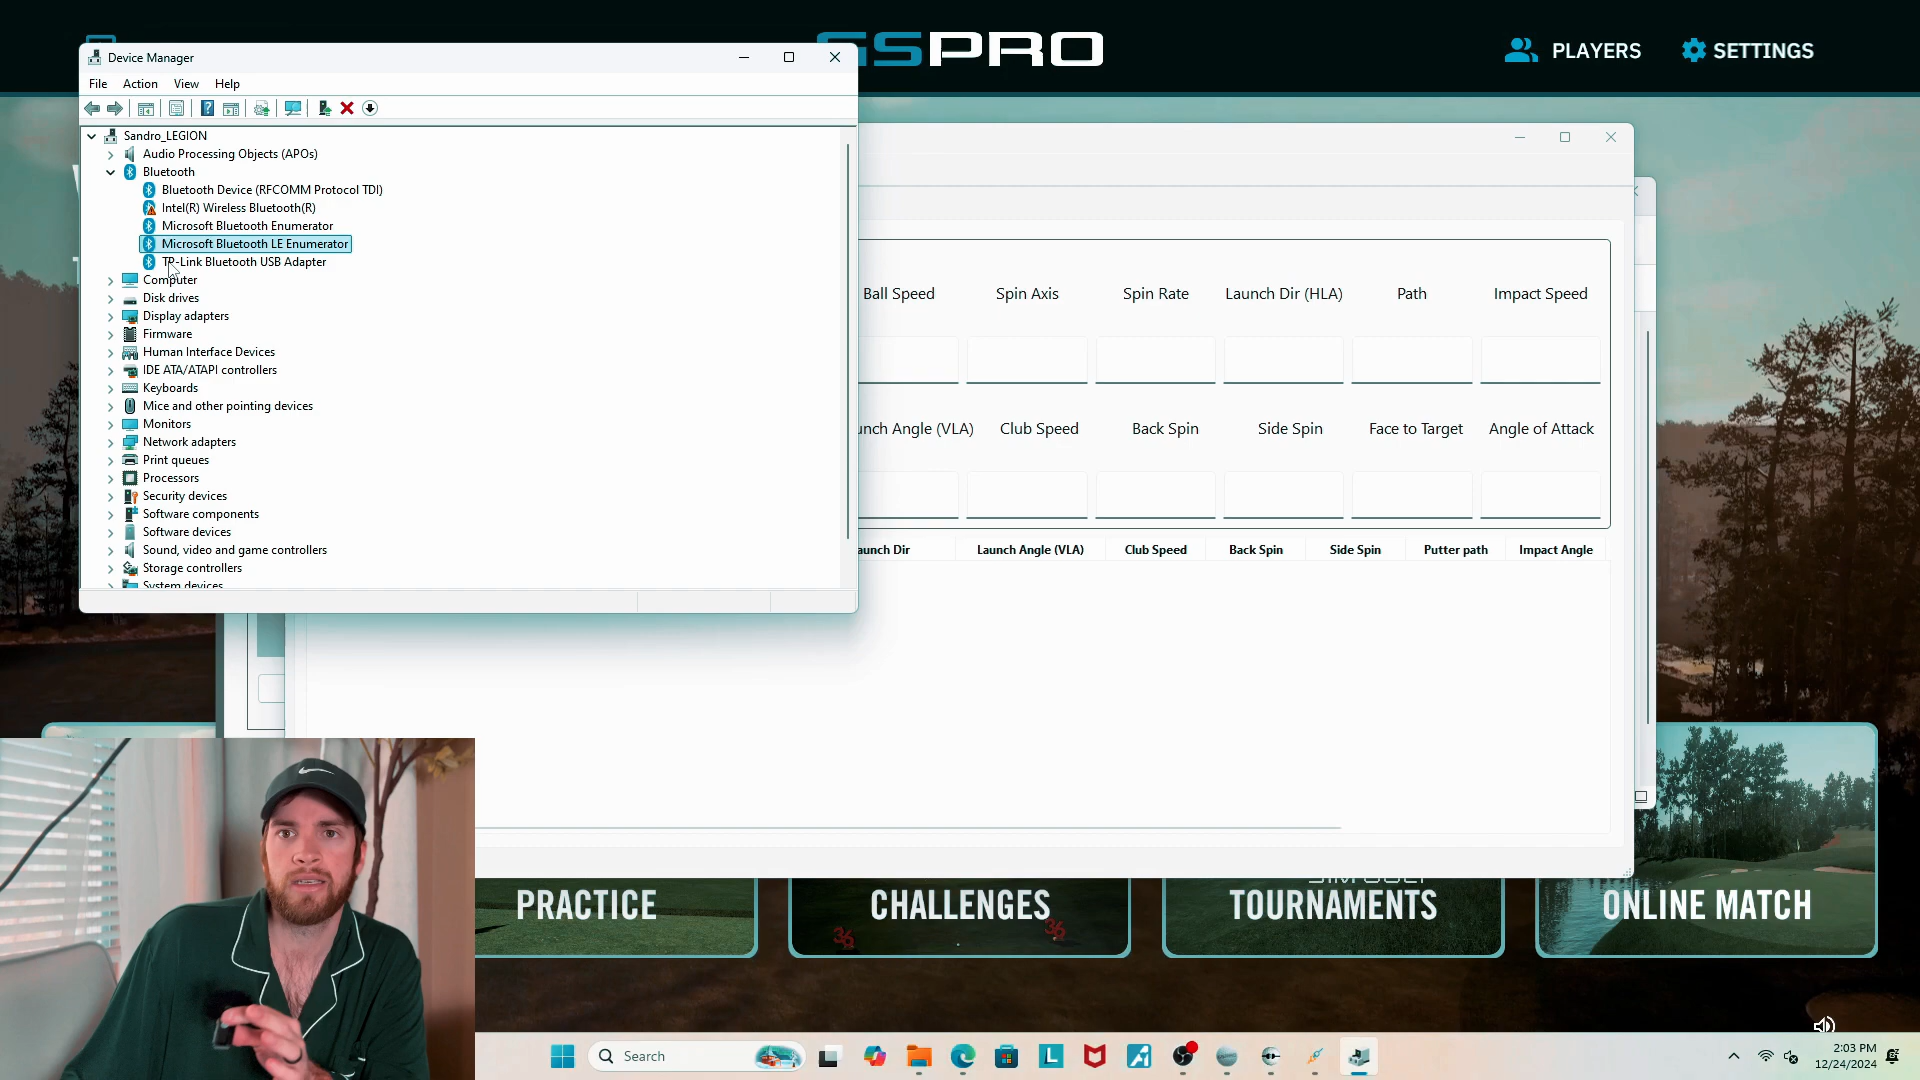 GSPRO
PLAYERS
SETTINGS
Device Manager
File Action View Help
Sandro_LEGION
Audio Processing Objects (APOs)
Bluetooth
Bluetooth Device (RFCOMM Protocol TDI)
Intel(R) Wireless Bluetooth(R)
Microsoft Bluetooth Enumerator
Microsoft Bluetooth LE Enumerator
TP-Link Bluetooth USB Adapter
Computer
Disk drives
Display adapters
Firmware
Human Interface Devices
IDE ATA/ATAPI controllers
Keyboards
Mice and other pointing devices
Monitors
Network adapters
Print queues
Processors
Security devices
Software components
Software devices
Sound, video and game controllers
Storage controllers
System devices
Ball Speed Spin Axis Spin Rate Launch Dir (HLA) Path Impact Speed
unch Angle (VLA) Club Speed Back Spin Side Spin Face to Target Angle of Attack
aunch Dir Launch Angle (VLA) Club Speed Back Spin Side Spin Putter path Impact Angle
PRACTICE
CHALLENGES
TOURNAMENTS
ONLINE MATCH
36
36
Search
2:03 PM
12/24/2024